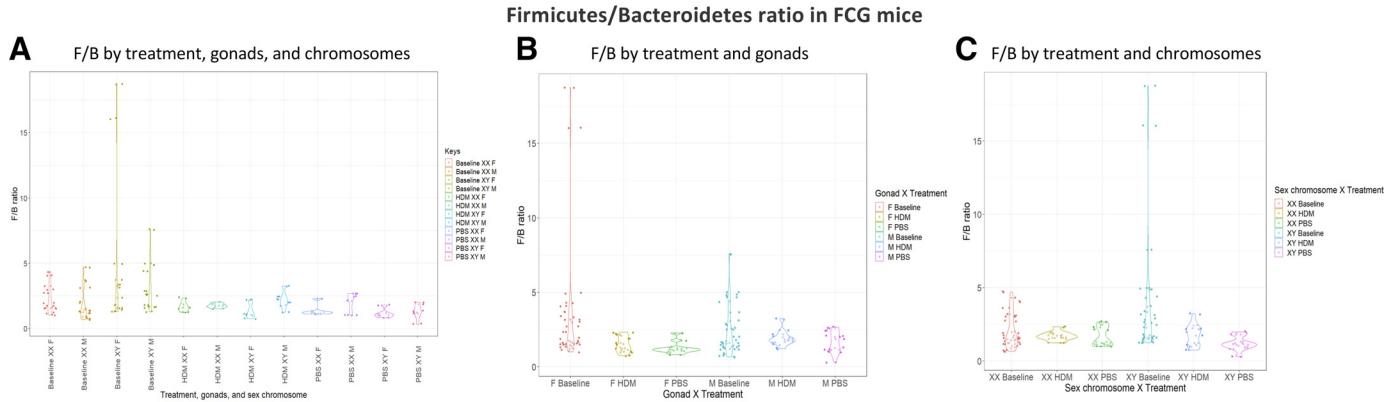 Firmicutes/Bacteroidetes ratio in FCG mice
A
F/B by treatment, gonads, and chromosomes
F/B ratio
15
10
5
0
Baseline XX F
Baseline XX M
Baseline XY F
Baseline XY M
HDM XX F
HDM XX M
HDM XY F
HDM XY M
PBS XX F
PBS XX M
PBS XY F
PBS XY M
Treatment, gonads, and sex chromosome
Keys
Baseline XX F
Baseline XX M
Baseline XY F
Baseline XY M
HDM XX F
HDM XX M
HDM XY F
HDM XY M
PBS XX F
PBS XX M
PBS XY F
PBS XY M
B
F/B by treatment and gonads
F/B ratio
15
10
5
0
F Baseline
F HDM
F PBS
M Baseline
M HDM
M PBS
Gonad X Treatment
Gonad X Treatment
F Baseline
F HDM
F PBS
M Baseline
M HDM
M PBS
C
F/B by treatment and chromosomes
F/B ratio
15
10
5
0
XX Baseline
XX HDM
XX PBS
XY Baseline
XY HDM
XY PBS
Sex chromosome X Treatment
Sex chromosome X Treatment
XX Baseline
XX HDM
XX PBS
XY Baseline
XY HDM
XY PBS